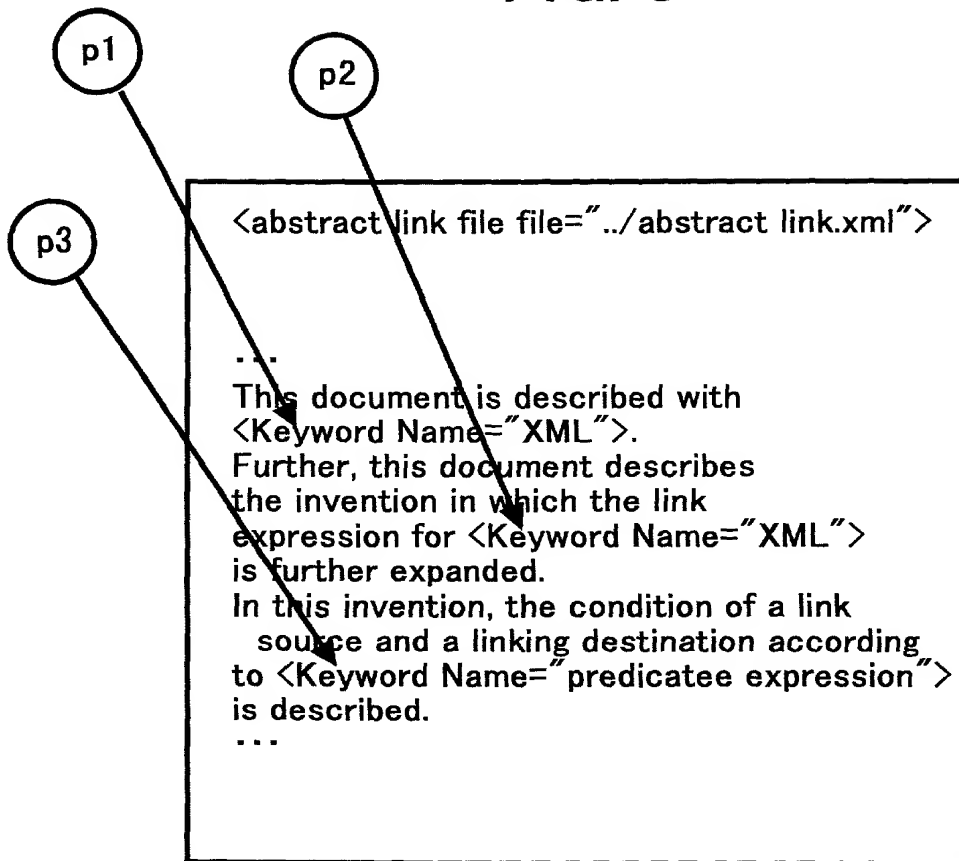 p1
p2
p3
<abstract link file file="../abstract link.xml">
...
This document is described with
<Keyword Name="XML">.
Further, this document describes
the invention in which the link
expression for <Keyword Name="XML">
is further expanded.
In this invention, the condition of a link
source and a linking destination according
to <Keyword Name="predicatee expression">
is described.
...